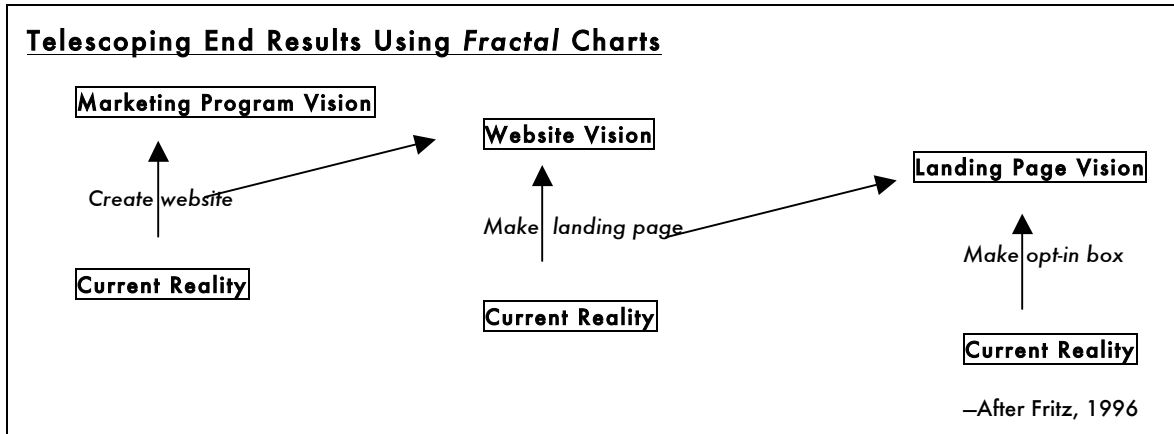 Telescoping End Results Using Fractal Charts
Marketing Program Vision
Create website
Current Reality
Website Vision
Make landing page
Current Reality
Landing Page Vision
Make opt-in box
Current Reality
—After Fritz, 1996